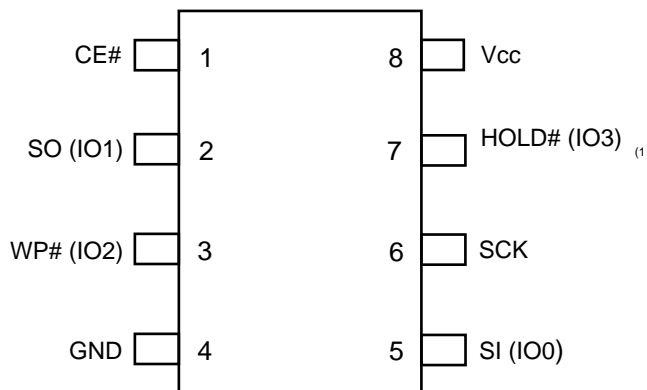 CE# 1 8 Vcc
SO (IO1) 2 7 HOLD# (IO3) (1
WP# (IO2) 3 6 SCK
GND 4 5 SI (IO0)